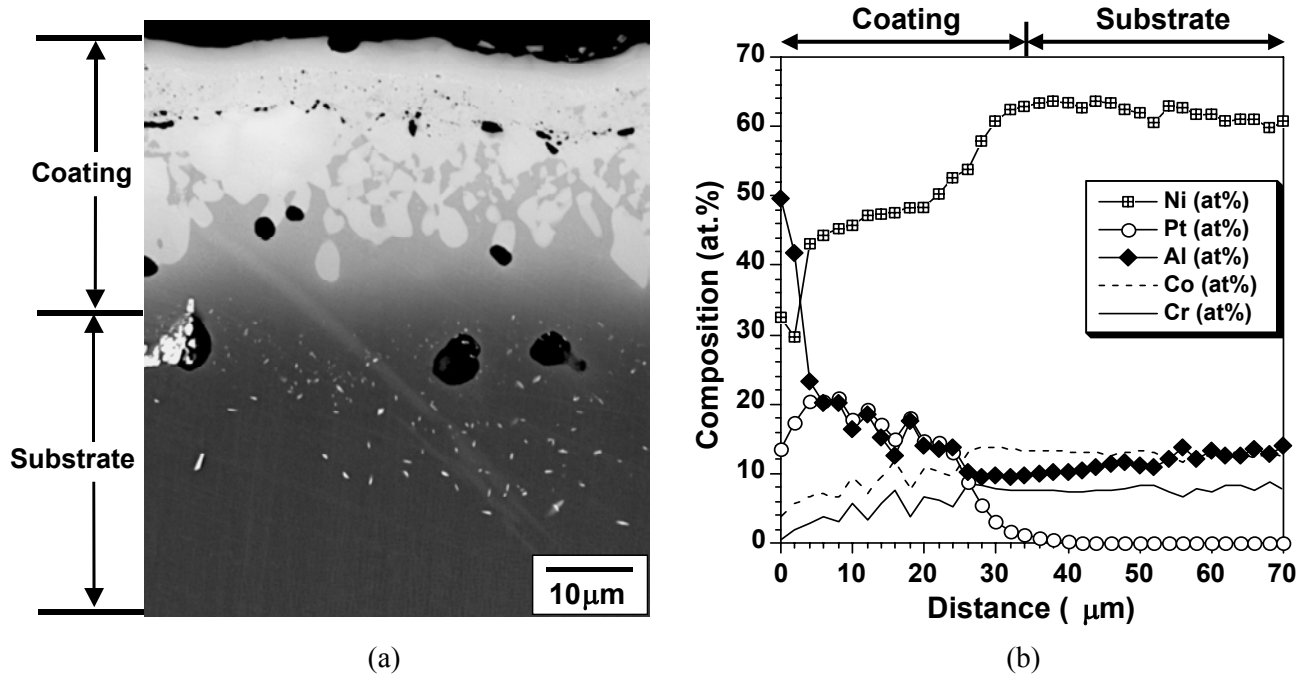 Coating
Substrate
10μm
(a)
Coating
Substrate
Composition (at.%)
70
60
50
40
30
20
10
0
Ni (at%)
Pt (at%)
Al (at%)
Co (at%)
Cr (at%)
0
10
20
30
40
50
60
70
Distance ( μm)
(b)